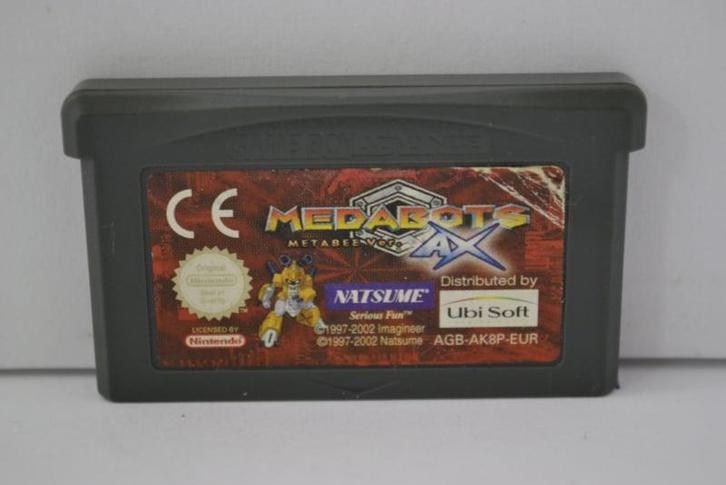 GAME BOY ADVANCE
CE
MEDABOTS
METABEE Ver. AX
Original
Nintendo
Seal of
Quality
LICENSED BY
Nintendo
NATSUME®
Serious Fun™
©1997-2002 Imagineer
©1997-2002 Natsume
Distributed by
Ubi Soft
AGB-AK8P-EUR